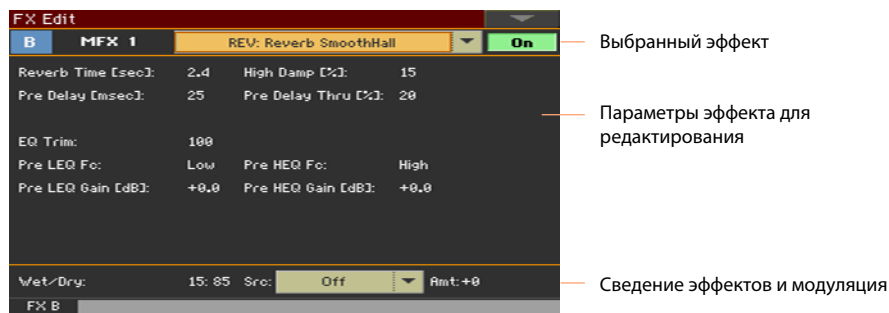 FX Edit
B MFX 1 REV: Reverb SmoothHall On
Выбранный эффект
Reverb Time [sec]: 2.4 High Damp [%]: 15
Pre Delay [msec]: 25 Pre Delay Thru [%]: 20
Параметры эффекта для
редактирования
EQ Trim: 100
Pre LEQ Fc: Low Pre HEQ Fc: High
Pre LEQ Gain [dB]: +0.0 Pre HEQ Gain [dB]: +0.0
Wet/Dry: 15:85 Src: Off Amt:+0
Сведение эффектов и модуляция
FX B